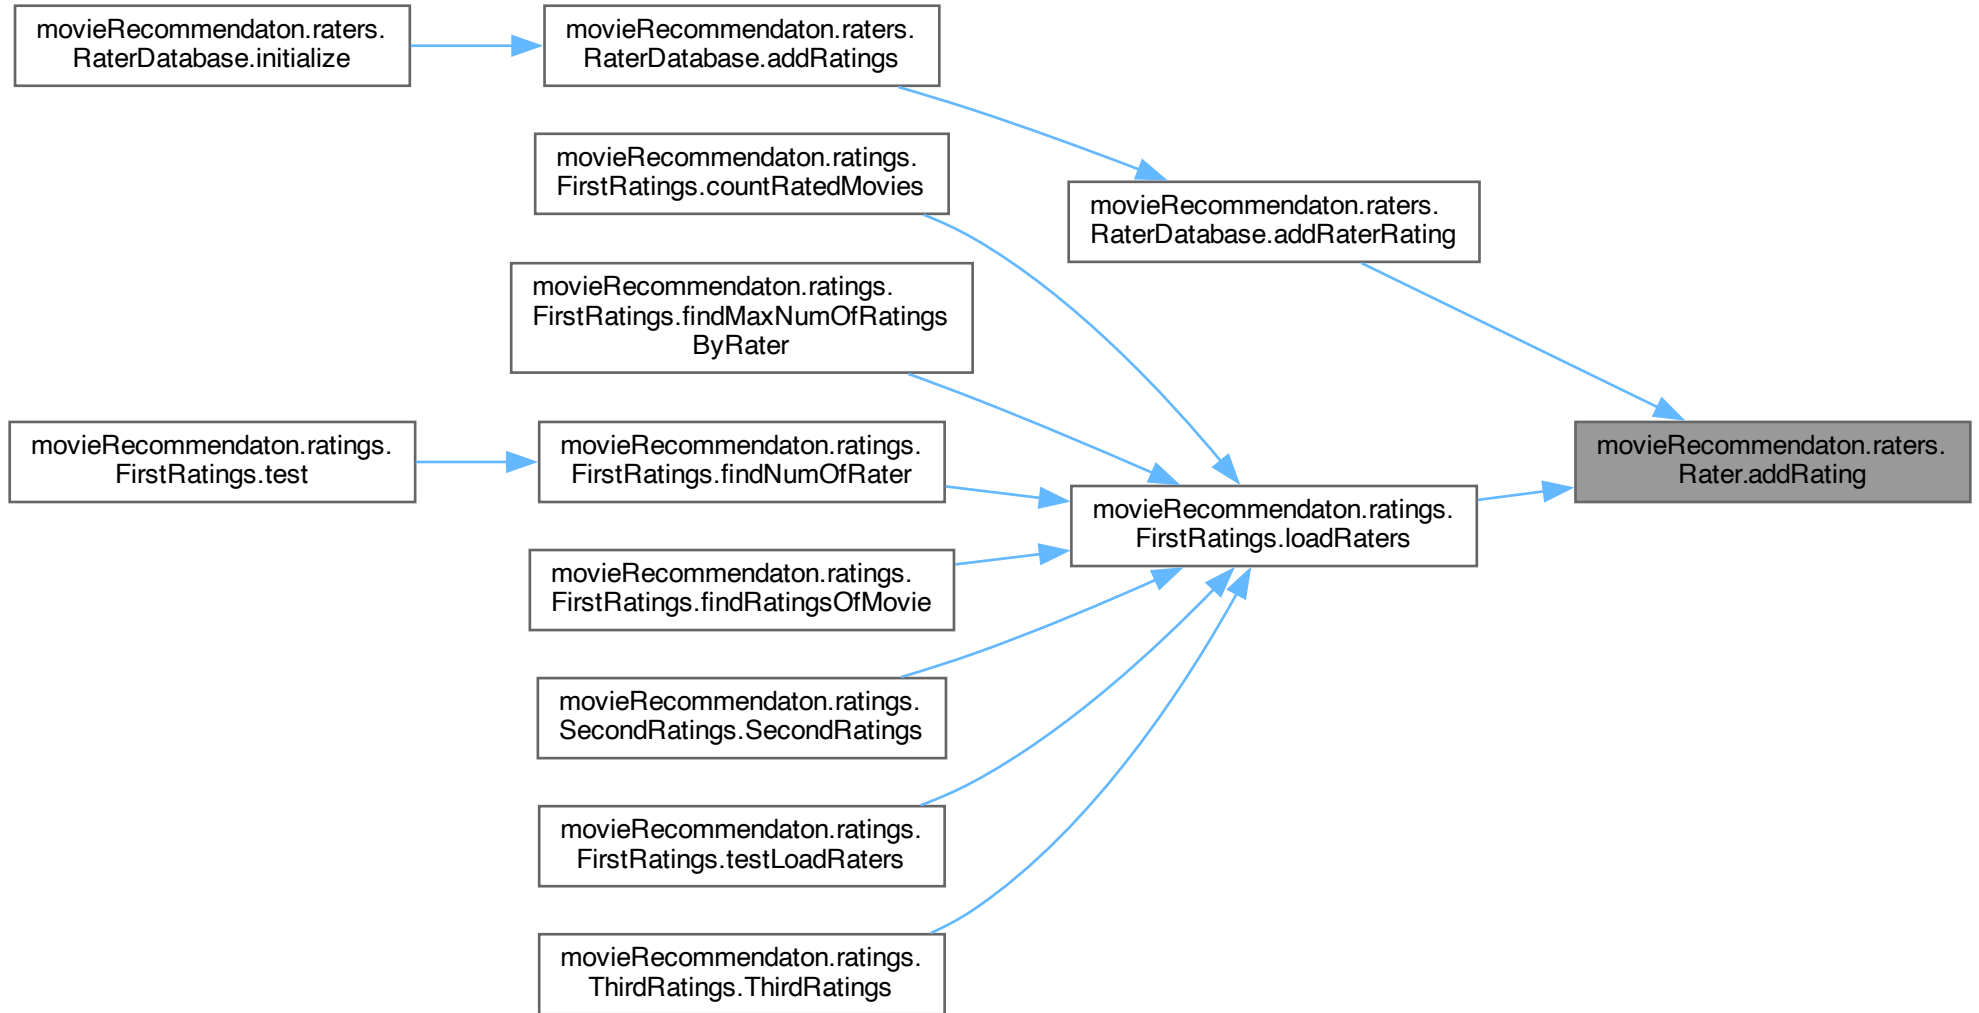 movieRecommendaton.raters.
RaterDatabase.initialize
movieRecommendaton.raters.
RaterDatabase.addRatings
movieRecommendaton.ratings.
FirstRatings.countRatedMovies
movieRecommendaton.raters.
RaterDatabase.addRaterRating
movieRecommendaton.ratings.
FirstRatings.findMaxNumOfRatings
ByRater
movieRecommendaton.ratings.
FirstRatings.test
movieRecommendaton.ratings.
FirstRatings.findNumOfRater
movieRecommendaton.raters.
Rater.addRating
movieRecommendaton.ratings.
FirstRatings.loadRaters
movieRecommendaton.ratings.
FirstRatings.findRatingsOfMovie
movieRecommendaton.ratings.
SecondRatings.SecondRatings
movieRecommendaton.ratings.
FirstRatings.testLoadRaters
movieRecommendaton.ratings.
ThirdRatings.ThirdRatings